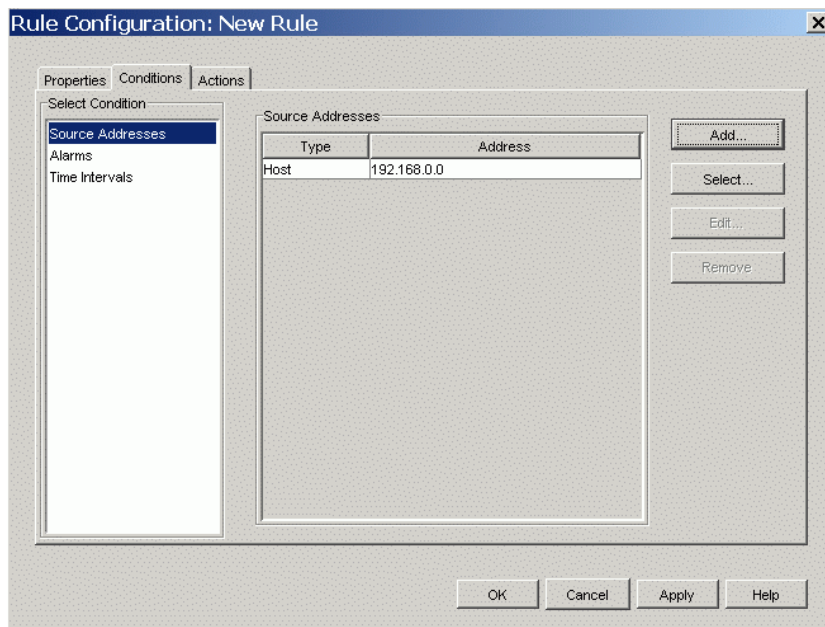 Rule Configuration: New Rule
Properties Conditions Actions
Select Condition
Source Addresses
Alarms
Time Intervals
Source Addresses
Type Address
Host 192.168.0.0
Add...
Select...
Edit...
Remove
OK Cancel Apply Help